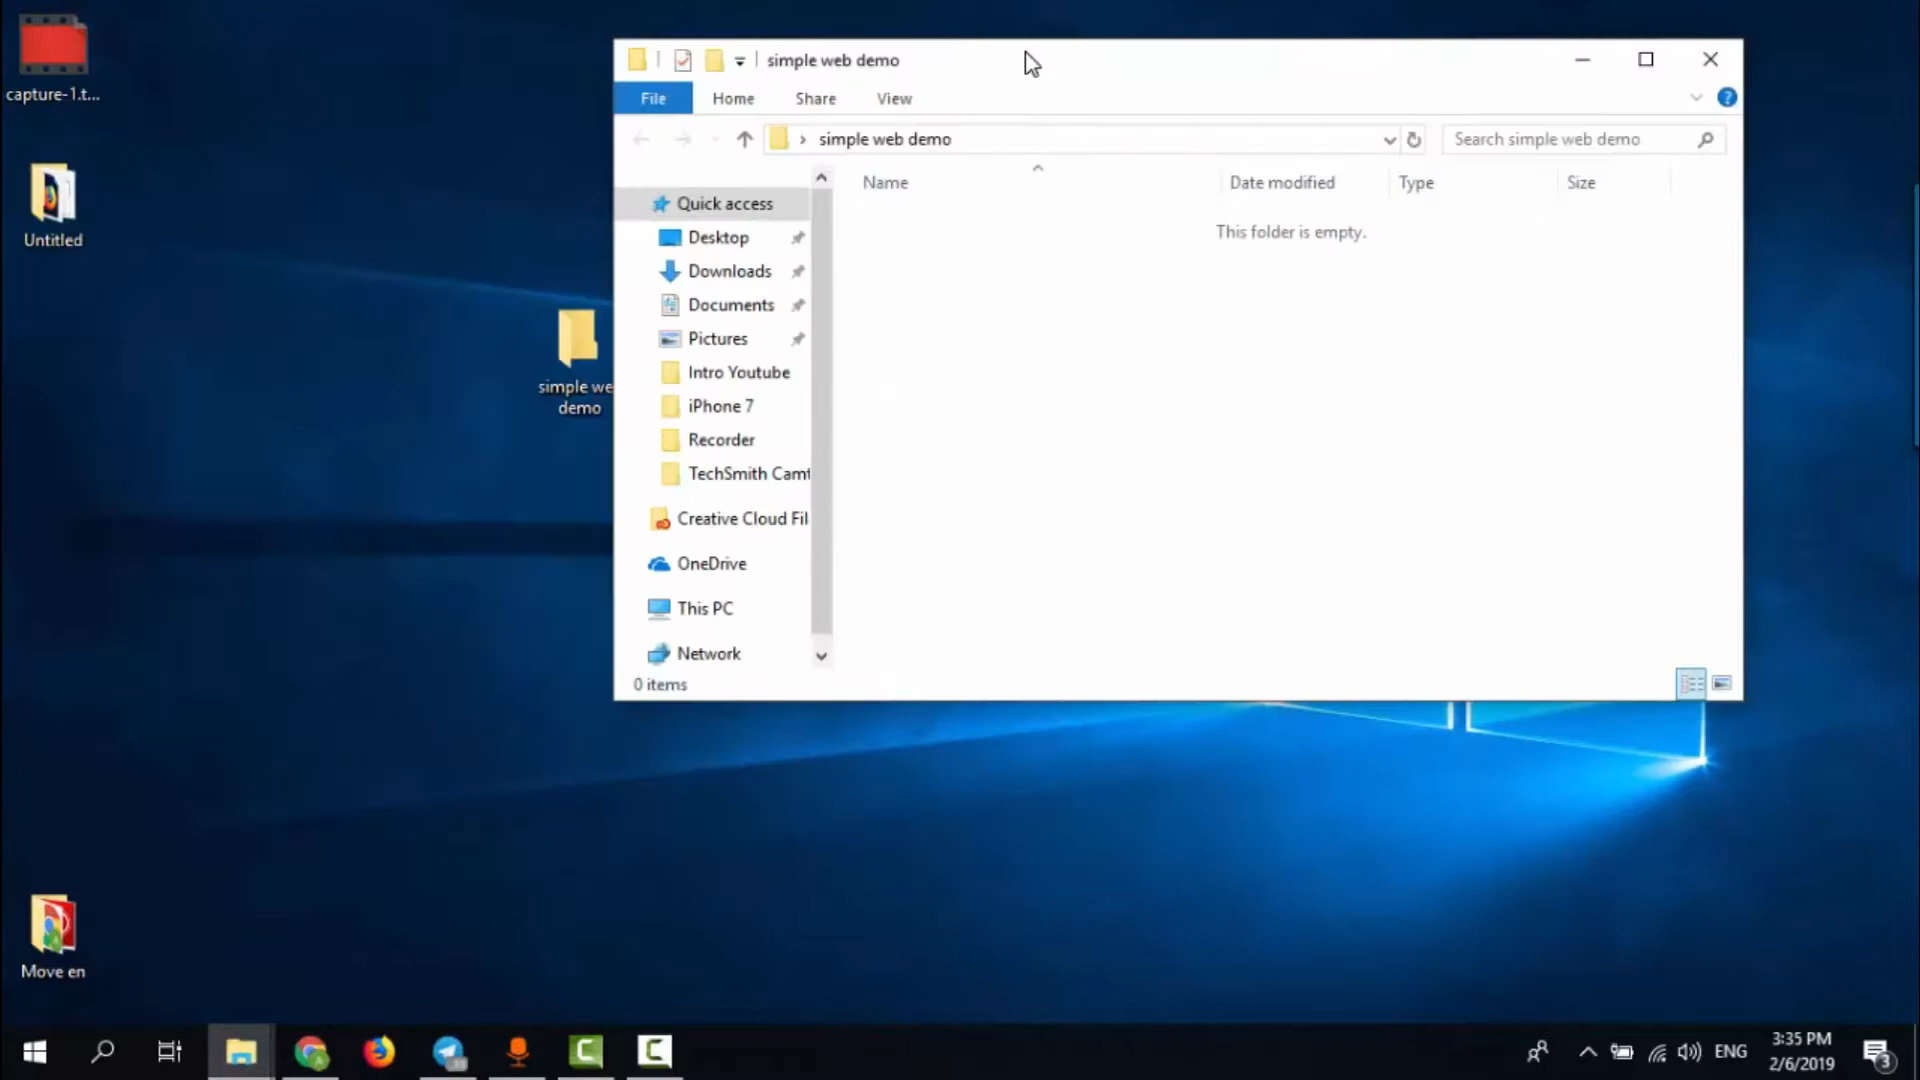 capture-1.t...
Untitled
simple we
demo
Move en
simple web demo
File Home Share View
simple web demo
Search simple web demo
Name Date modified Type Size
This folder is empty.
Quick access
Desktop
Downloads
Documents
Pictures
Intro Youtube
iPhone 7
Recorder
TechSmith Camt
Creative Cloud Fil
OneDrive
This PC
Network
0 items
ENG
3:35 PM
2/6/2019
3